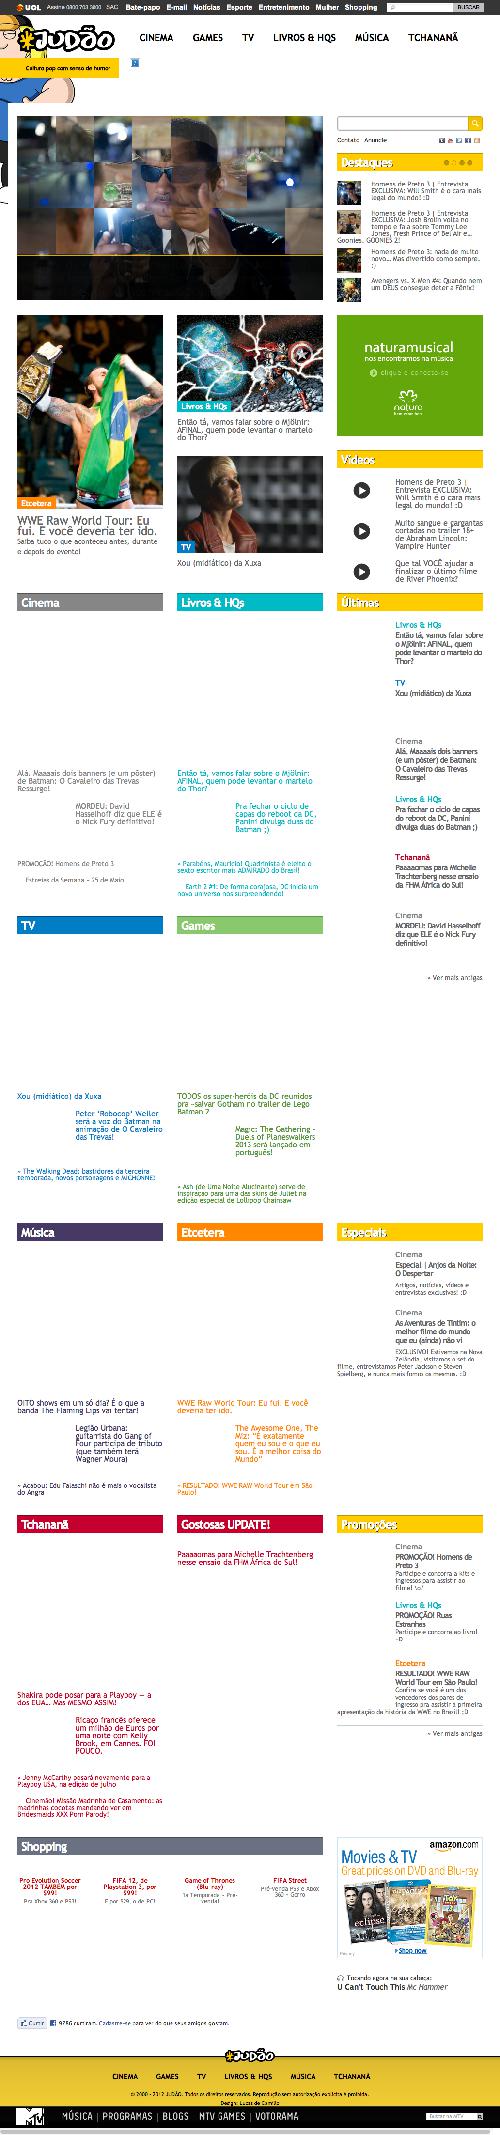 UOL Assine 0800 703 3000 SAC Bate-papo E-mail Notícias Esporte Entretenimento Mulher Shopping BUSCAR
JUDÃO
CINEMA GAMES TV LIVROS & HQS MÚSICA TCHANANÃ
Cultura pop com senso de humor
Contato Anuncie
Destaques
Homens de Preto 3 | Entrevista
EXCLUSIVA: Will Smith é o cara mais
legal do mundo! :D
Homens de Preto 3 | Entrevista
EXCLUSIVA: Josh Brolin volta no
tempo e fala sobre Tommy Lee
Jones, Fresh Prince of Bel Air e...
Goonies. GOONIES 2!
Homens de Preto 3: nada de muito
novo... Mas divertido como sempre.
:)
Avengers vs. X-Men #4: Quando nem
um DEUS consegue deter a Fênix!
naturamusical
nos encontramos na música
clique e conecte-se
natura
bem estar bem
Livros & HQs
Então tá, vamos falar sobre o Mjölnir:
AFINAL, quem pode levantar o martelo
do Thor?
Etcetera
WWE Raw World Tour: Eu
fui. E você deveria ter ido.
Saiba tudo o que aconteceu antes, durante
e depois do evento!
TV
Xou (midiático) da Xuxa
Vídeos
Homens de Preto 3 |
Entrevista EXCLUSIVA:
Will Smith é o cara mais
legal do mundo! :D
Muito sangue e gargantas
cortadas no trailer 18+
de Abraham Lincoln:
Vampire Hunter
Que tal VOCÊ ajudar a
finalizar o último filme
de River Phoenix?
Cinema
Alá. Maaaais dois banners (e um pôster)
de Batman: O Cavaleiro das Trevas
Ressurge!
MORDEU: David
Hasselhoff diz que ELE é
o Nick Fury definitivo!
PROMOÇÃO! Homens de Preto 3
Estreias da Semana - 25 de Maio
Livros & HQs
Então tá, vamos falar sobre o Mjölnir:
AFINAL, quem pode levantar o martelo do
Thor?
Pra fechar o ciclo de
capas do reboot da DC,
Panini divulga duas do
Batman ;)
» Parabéns, Maurício! Quadrinista é eleito o
sexto escritor mais ADMIRADO do Brasil!
Earth 2 #1: De forma corajosa, DC inicia um
novo universo nos surpreendendo!
Últimas
Livros & HQs
Então tá, vamos falar sobre
o Mjölnir: AFINAL, quem
pode levantar o martelo do
Thor?
TV
Xou (midiático) da Xuxa
Cinema
Alá. Maaaais dois banners
(e um pôster) de Batman:
O Cavaleiro das Trevas
Ressurge!
Livros & HQs
Pra fechar o ciclo de capas
do reboot da DC, Panini
divulga duas do Batman ;)
Tchananã
Paaaaomas para Michelle
Trachtenberg nesse ensaio
da FHM África do Sul!
Cinema
MORDEU: David Hasselhoff
diz que ELE é o Nick Fury
definitivo!
» Ver mais antigas
TV
Xou (midiático) da Xuxa
Peter 'Robocop' Weller
será a voz do Batman na
animação de O Cavaleiro
das Trevas!
» The Walking Dead: bastidores da terceira
temporada, novos personagens e MICHONNE!
Games
TODOS os super-heróis da DC reunidos
pra salvar Gotham no trailer de Lego
Batman 2
Magic: The Gathering -
Duels of Planeswalkers
2013 será lançado em
português!
» Ash (de Uma Noite Alucinante) serve de
inspiração para uma das skins de Juliet na
edição especial de Lollipop Chainsaw
Música
OITO shows em um só dia? É o que a
banda The Flaming Lips vai tentar!
Legião Urbana:
guitarrista do Gang of
Four participa de tributo
(que também terá
Wagner Moura)
» Acabou: Edu Falaschi não é mais o vocalista
do Angra
Etcetera
WWE Raw World Tour: Eu fui. E você
deveria ter ido.
The Awesome One, The
Miz: "É exatamente
quem eu sou e o que eu
sou. É a melhor coisa do
Mundo"
» RESULTADO! WWE RAW World Tour em São
Paulo!
Especiais
Cinema
Especial | Anjos da Noite:
O Despertar
Artigos, notícias, vídeos e
entrevistas exclusivas! :D
Cinema
As Aventuras de Tintim: o
melhor filme do mundo
que eu (ainda) não vi
EXCLUSIVO! Estivemos na Nova
Zelândia, visitamos o set do
filme, entrevistamos Peter Jackson e Steven
Spielberg, e nunca mais fomos os mesmos. :D
Tchananã
Shakira pode posar para a Playboy – a
dos EUA... Mas MESMO ASSIM!
Ricaço francês oferece
um milhão de Euros por
uma noite com Kelly
Brook, em Cannes. FOI
POUCO.
» Jenny McCarthy posará novamente para a
Playboy USA, na edição de julho
Cinemão! Missão Madrinha de Casamento: as
madrinhas cocotas mandando ver em
Bridesmaids XXX Porn Parody!
Gostosas UPDATE!
Paaaaomas para Michelle Trachtenberg
nesse ensaio da FHM África do Sul!
Promoções
Cinema
PROMOÇÃO! Homens de
Preto 3
Participe e concorra a kits e
ingressos para assistir ao
filme! \o/
Livros & HQs
PROMOÇÃO! Ruas
Estranhas
Participe e concorra ao livro!
:D
Etcetera
RESULTADO! WWE RAW
World Tour em São Paulo!
Confira se você é um dos
vencedores dos pares de
ingresso pra assistir à primeira
apresentação da história da WWE no Brasil! :D
» Ver mais antigas
Shopping
Pro Evolution Soccer
2012 TAMBÉM por
$99!
Pra Xbox 360 e PS3!
FIFA 12, de
Playstation 3, por
$99!
E por $29, o de PC!
Game of Thrones
(Blu-ray)
1a Temporada - Pré-
venda!
FIFA Street
Pré-venda PS3 e Xbox
360 - Corre
amazon.com
Movies & TV
Great prices on DVD and Blu-ray
eclipse
Shop now
Privacy
Tocando agora na sua cabeça:
U Can't Touch This Mc Hammer
Curtir 9286 curtiram. Cadastre-se para ver do que seus amigos gostam.
JUDÃO
CINEMA GAMES TV LIVROS & HQS MÚSICA TCHANANÃ
© 2000 - 2012 JUDÃO. Todos os direitos reservados. Reprodução sem autorização explícita é proibida.
Design: Lucas de Camillo
MTV MÚSICA | PROGRAMAS | BLOGS MTV GAMES | VOTORAMA Buscar na MTV